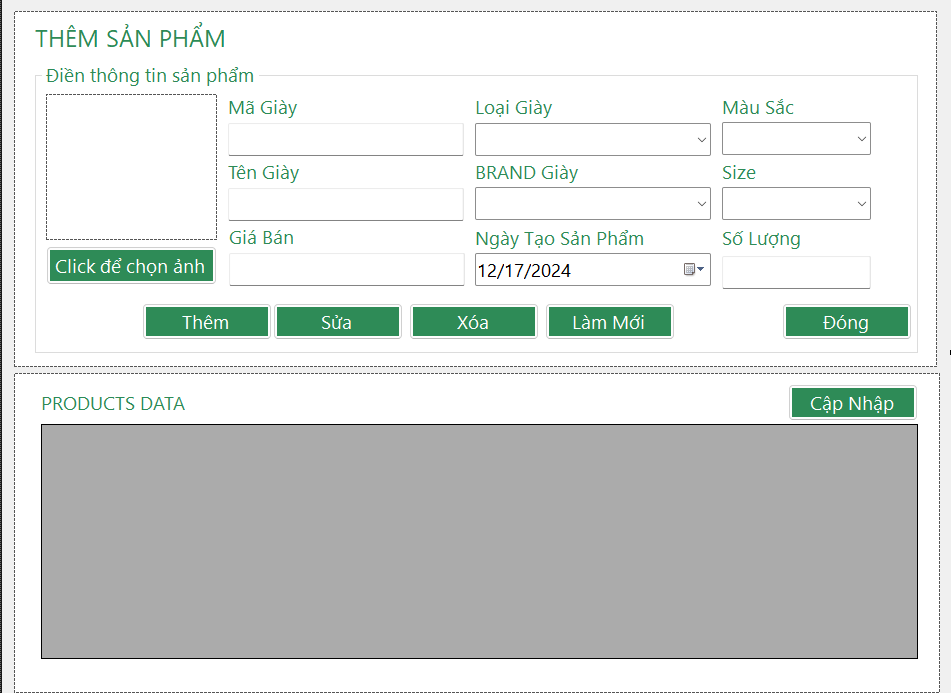 THÊM SẢN PHẨM
Điền thông tin sản phẩm
Mã Giày
Loại Giày
Màu Sắc
Tên Giày
BRAND Giày
Size
Giá Bán
Ngày Tạo Sản Phẩm
Số Lượng
Click để chọn ảnh
12/17/2024
Thêm
Sửa
Xóa
Làm Mới
Đóng
PRODUCTS DATA
Cập Nhập